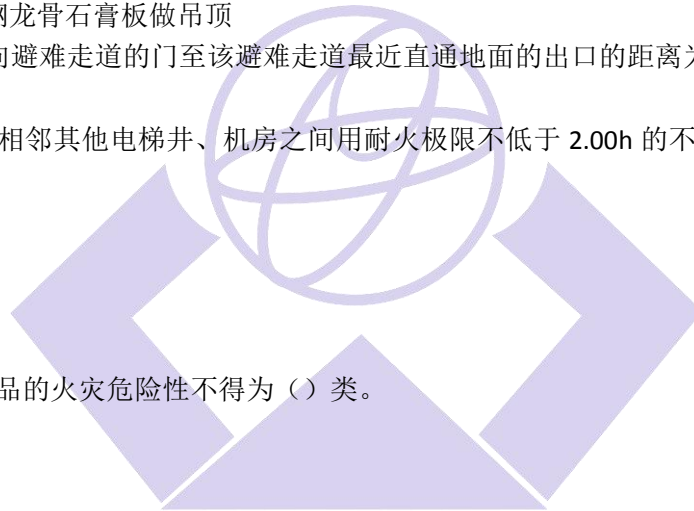 钢龙骨石膏板做吊顶
向避难走道的门至该避难走道最近直通地面的出口的距离为
相邻其他电梯井、机房之间用耐火极限不低于 2.00h 的不
品的火灾危险性不得为（）类。